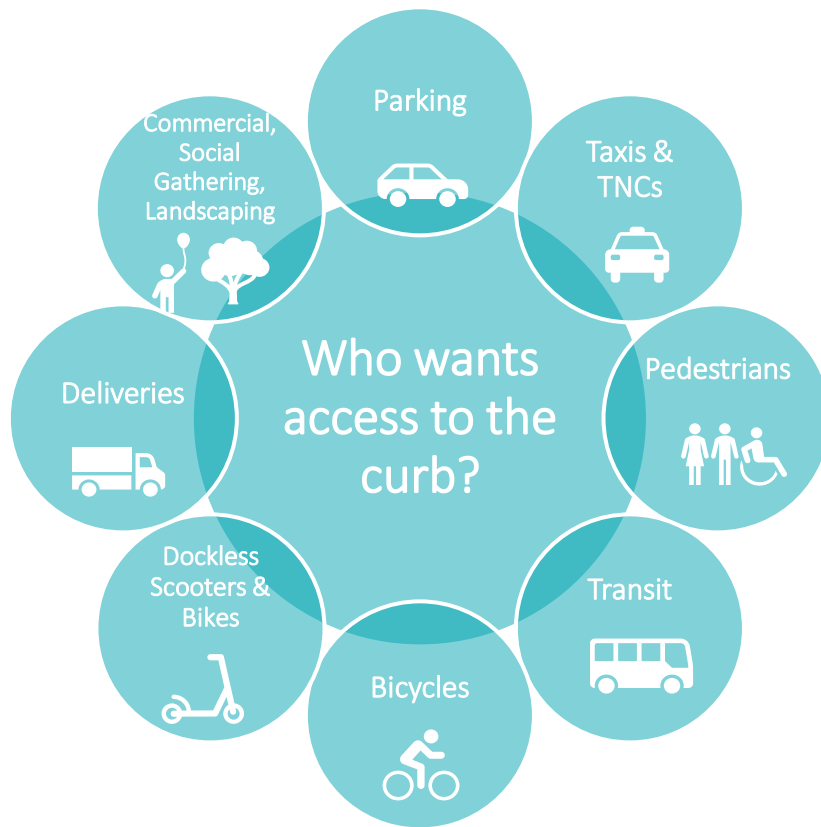 Who wants
access to the
curb?
Parking
Taxis &
TNCs
Pedestrians
Transit
Bicycles
Dockless
Scooters &
Bikes
Deliveries
Commercial,
Social
Gathering,
Landscaping